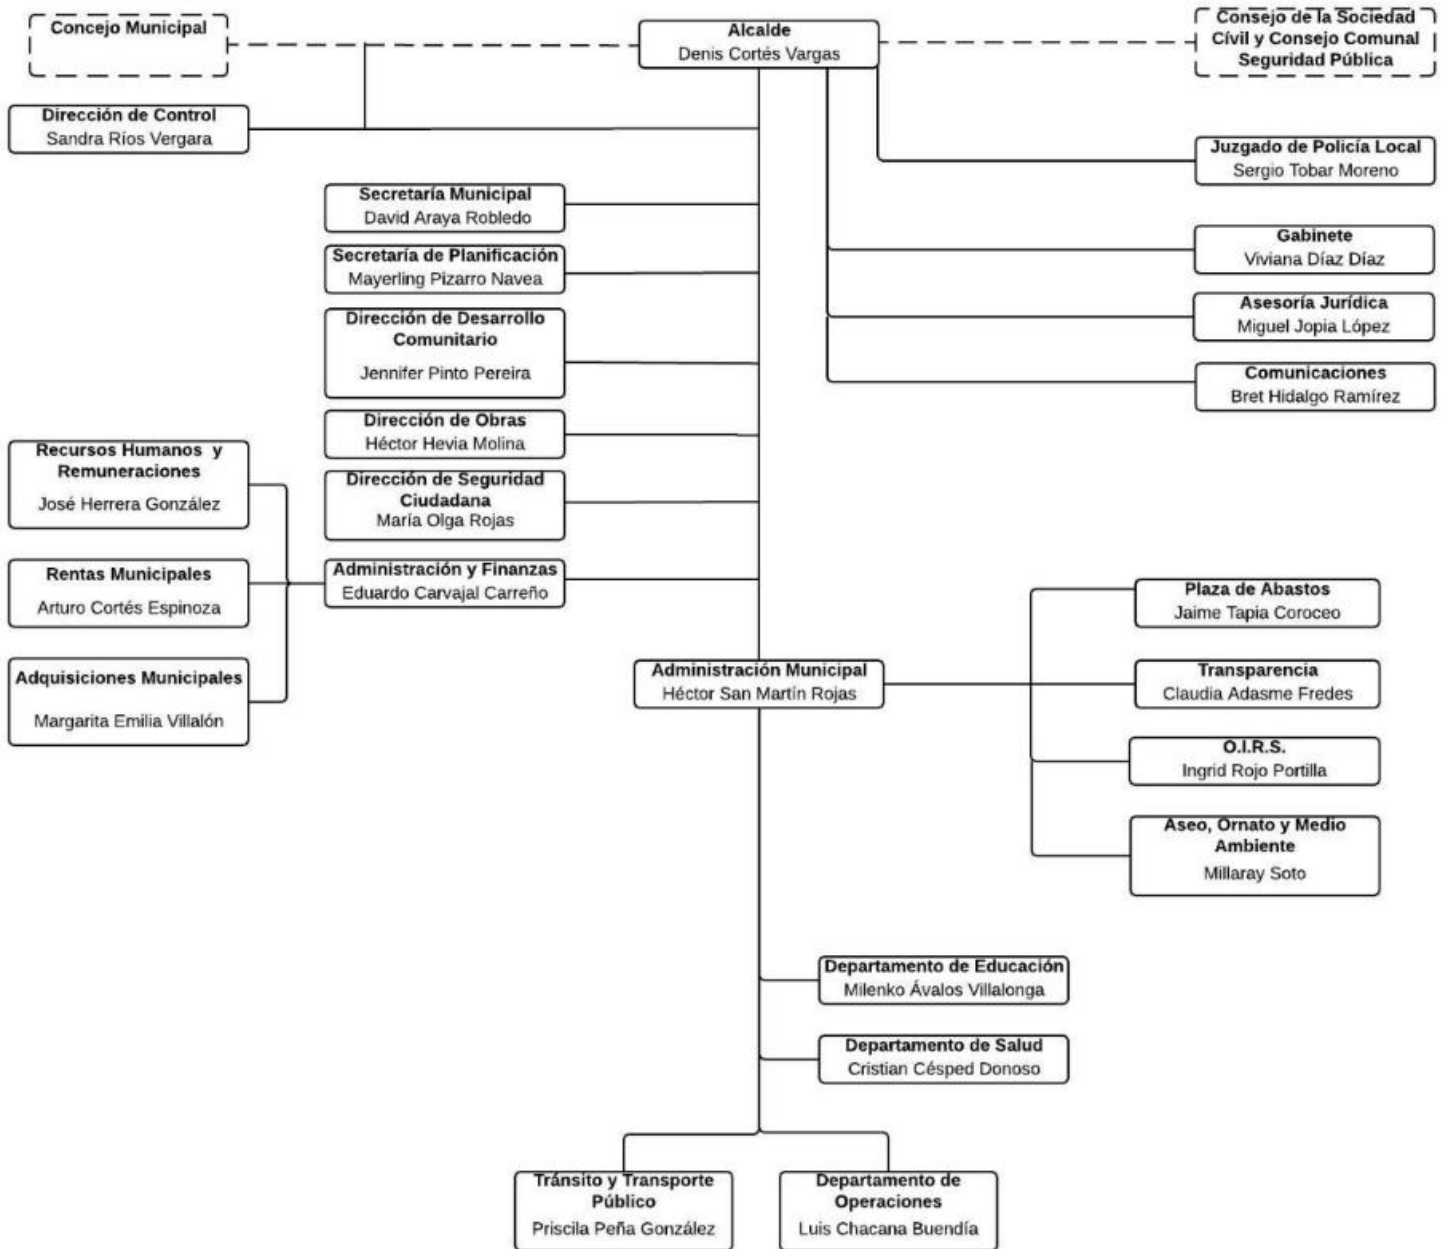 Concejo Municipal
Alcalde
Denis Cortés Vargas
Consejo de la Sociedad
Cívil y Consejo Comunal
Seguridad Pública
Dirección de Control
Sandra Ríos Vergara
Juzgado de Policía Local
Sergio Tobar Moreno
Secretaría Municipal
David Araya Robledo
Gabinete
Viviana Díaz Díaz
Secretaría de Planificación
Mayerling Pizarro Navea
Asesoría Jurídica
Miguel Jopia López
Dirección de Desarrollo
Comunitario
Jennifer Pinto Pereira
Comunicaciones
Bret Hidalgo Ramírez
Dirección de Obras
Héctor Hevia Molina
Recursos Humanos y
Remuneraciones
José Herrera González
Dirección de Seguridad
Ciudadana
María Olga Rojas
Rentas Municipales
Arturo Cortés Espinoza
Administración y Finanzas
Eduardo Carvajal Carreño
Plaza de Abastos
Jaime Tapia Coroceo
Adquisiciones Municipales
Margarita Emilia Villalón
Administración Municipal
Héctor San Martín Rojas
Transparencia
Claudia Adasme Fredes
O.I.R.S.
Ingrid Rojo Portilla
Aseo, Ornato y Medio
Ambiente
Millaray Soto
Departamento de Educación
Milenko Ávalos Villalonga
Departamento de Salud
Cristian Césped Donoso
Tránsito y Transporte
Público
Priscila Peña González
Departamento de
Operaciones
Luis Chacana Buendía